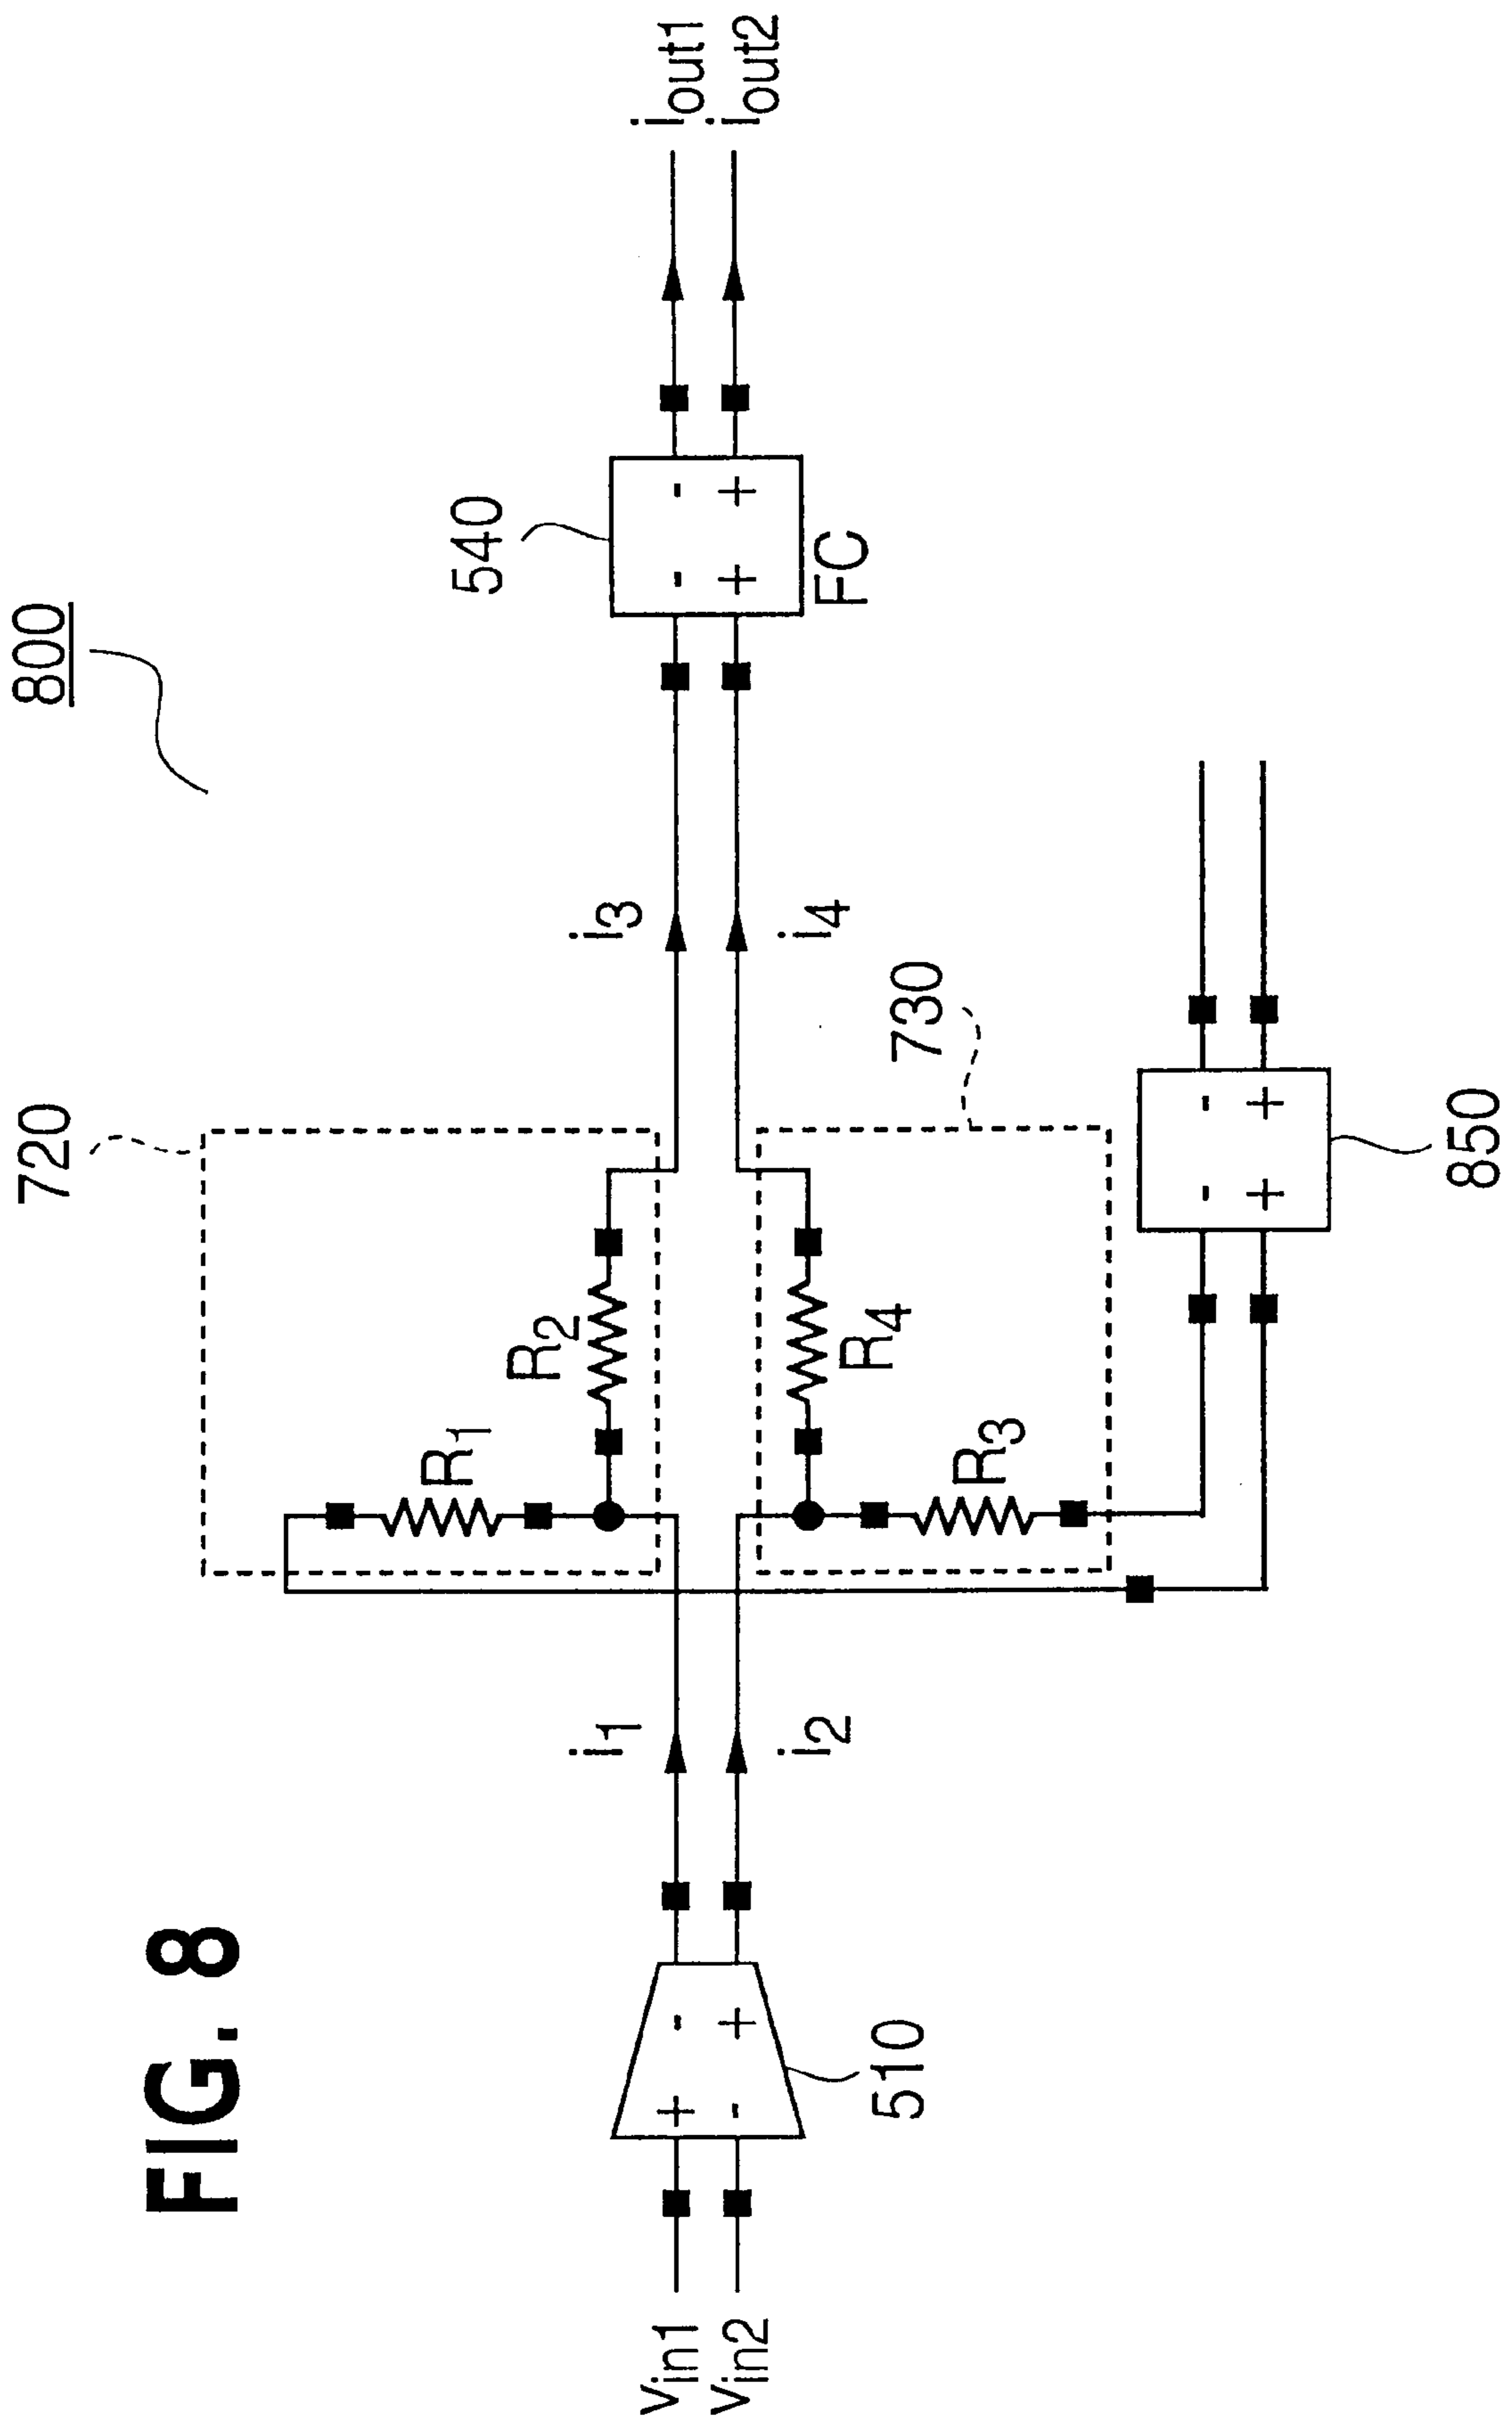 FIG. 8
800
720
R1
R2
540
- -
+ +
FC
iout1
iout2
i1
i3
vin1
vin2
+ -
- +
510
i2
i4
R4
R3
730
- -
+ +
850